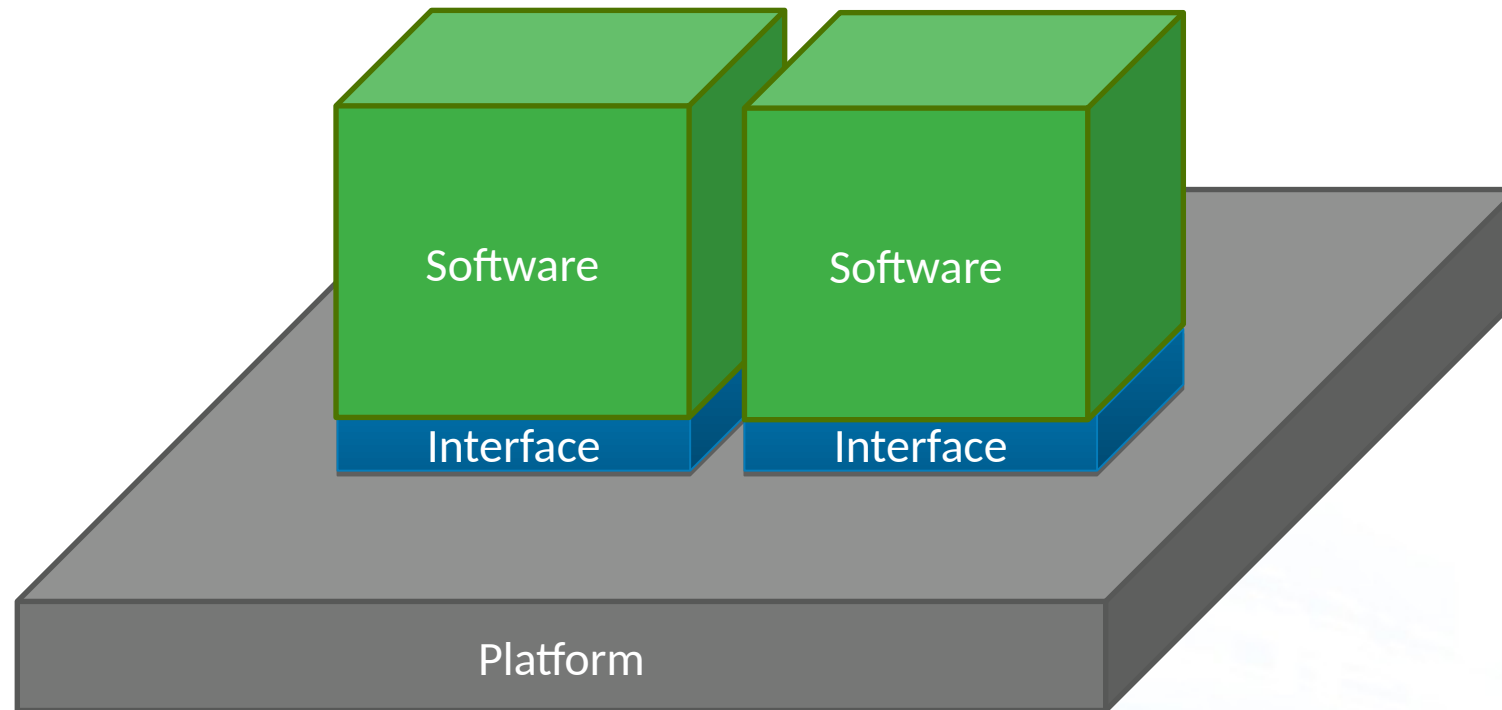 Software
Software
Interface
Interface
Platform